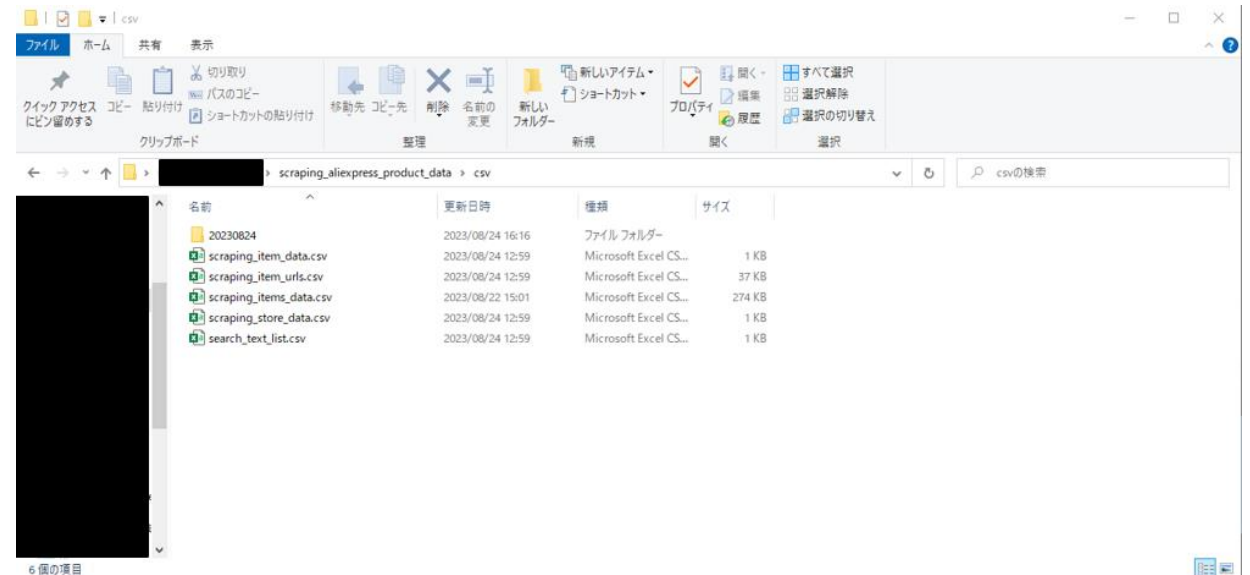 csv
ファイル ホーム 共有 表示
クイック アクセス
にピン留めする
コピー
貼り付け
切り取り
パスのコピー
ショートカットの貼り付け
クリップボード
移動先
コピー先
削除
名前の
変更
整理
新しい
フォルダー
新しいアイテム
ショートカット
新規
プロパティ
開く
編集
履歴
開く
すべて選択
選択解除
選択の切り替え
選択
scraping_aliexpress_product_data › csv
csvの検索
名前 更新日時 種類 サイズ
20230824 2023/08/24 16:16 ファイル フォルダー
scraping_item_data.csv 2023/08/24 12:59 Microsoft Excel CS... 1 KB
scraping_item_urls.csv 2023/08/24 12:59 Microsoft Excel CS... 37 KB
scraping_items_data.csv 2023/08/22 15:01 Microsoft Excel CS... 274 KB
scraping_store_data.csv 2023/08/24 12:59 Microsoft Excel CS... 1 KB
search_text_list.csv 2023/08/24 12:59 Microsoft Excel CS... 1 KB
6 個の項目